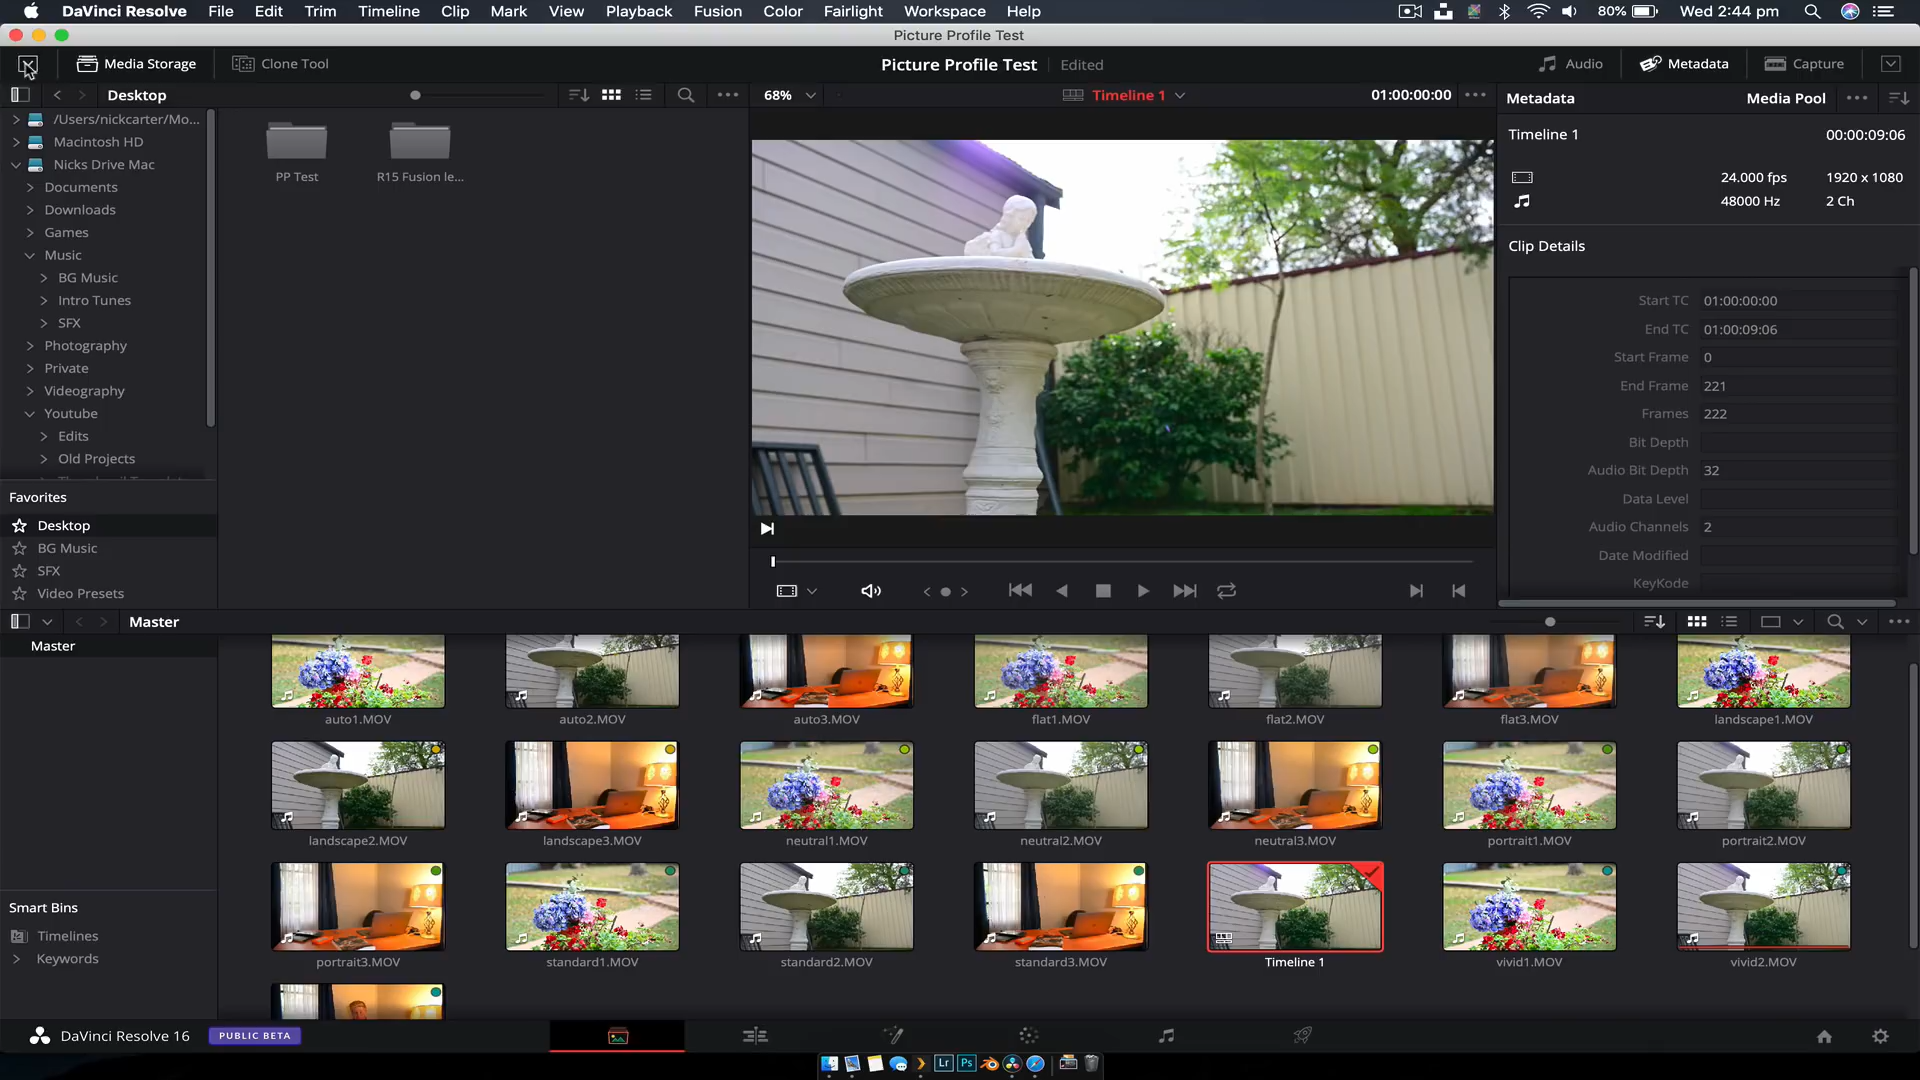 DaVinci Resolve File Edit Trim Timeline Clip Mark View Playback Fusion Color Fairlight Workspace Help 80% Wed 2:44 pm
Picture Profile Test
Media Storage Clone Tool Picture Profile Test Edited Audio Metadata Capture
Desktop 68% Timeline 1 01:00:00:00 Metadata Media Pool
/Users/nickcarter/Mo...
Macintosh HD
Nicks Drive Mac
Documents
Downloads
Games
Music
BG Music
Intro Tunes
SFX
Photography
Private
Videography
Youtube
Edits
Old Projects
PP Test R15 Fusion le...
Timeline 1 00:00:09:06
24.000 fps 1920 x 1080
48000 Hz 2 Ch
Clip Details
Start TC 01:00:00:00
End TC 01:00:09:06
Start Frame 0
End Frame 221
Frames 222
Bit Depth
Audio Bit Depth 32
Data Level
Audio Channels 2
Date Modified
KeyKode
Favorites
Desktop
BG Music
SFX
Video Presets
Master
Master
auto1.MOV auto2.MOV auto3.MOV flat1.MOV flat2.MOV flat3.MOV landscape1.MOV
landscape2.MOV landscape3.MOV neutral1.MOV neutral2.MOV neutral3.MOV portrait1.MOV portrait2.MOV
portrait3.MOV standard1.MOV standard2.MOV standard3.MOV Timeline 1 vivid1.MOV vivid2.MOV
Smart Bins
Timelines
Keywords
DaVinci Resolve 16 PUBLIC BETA
Lr Ps